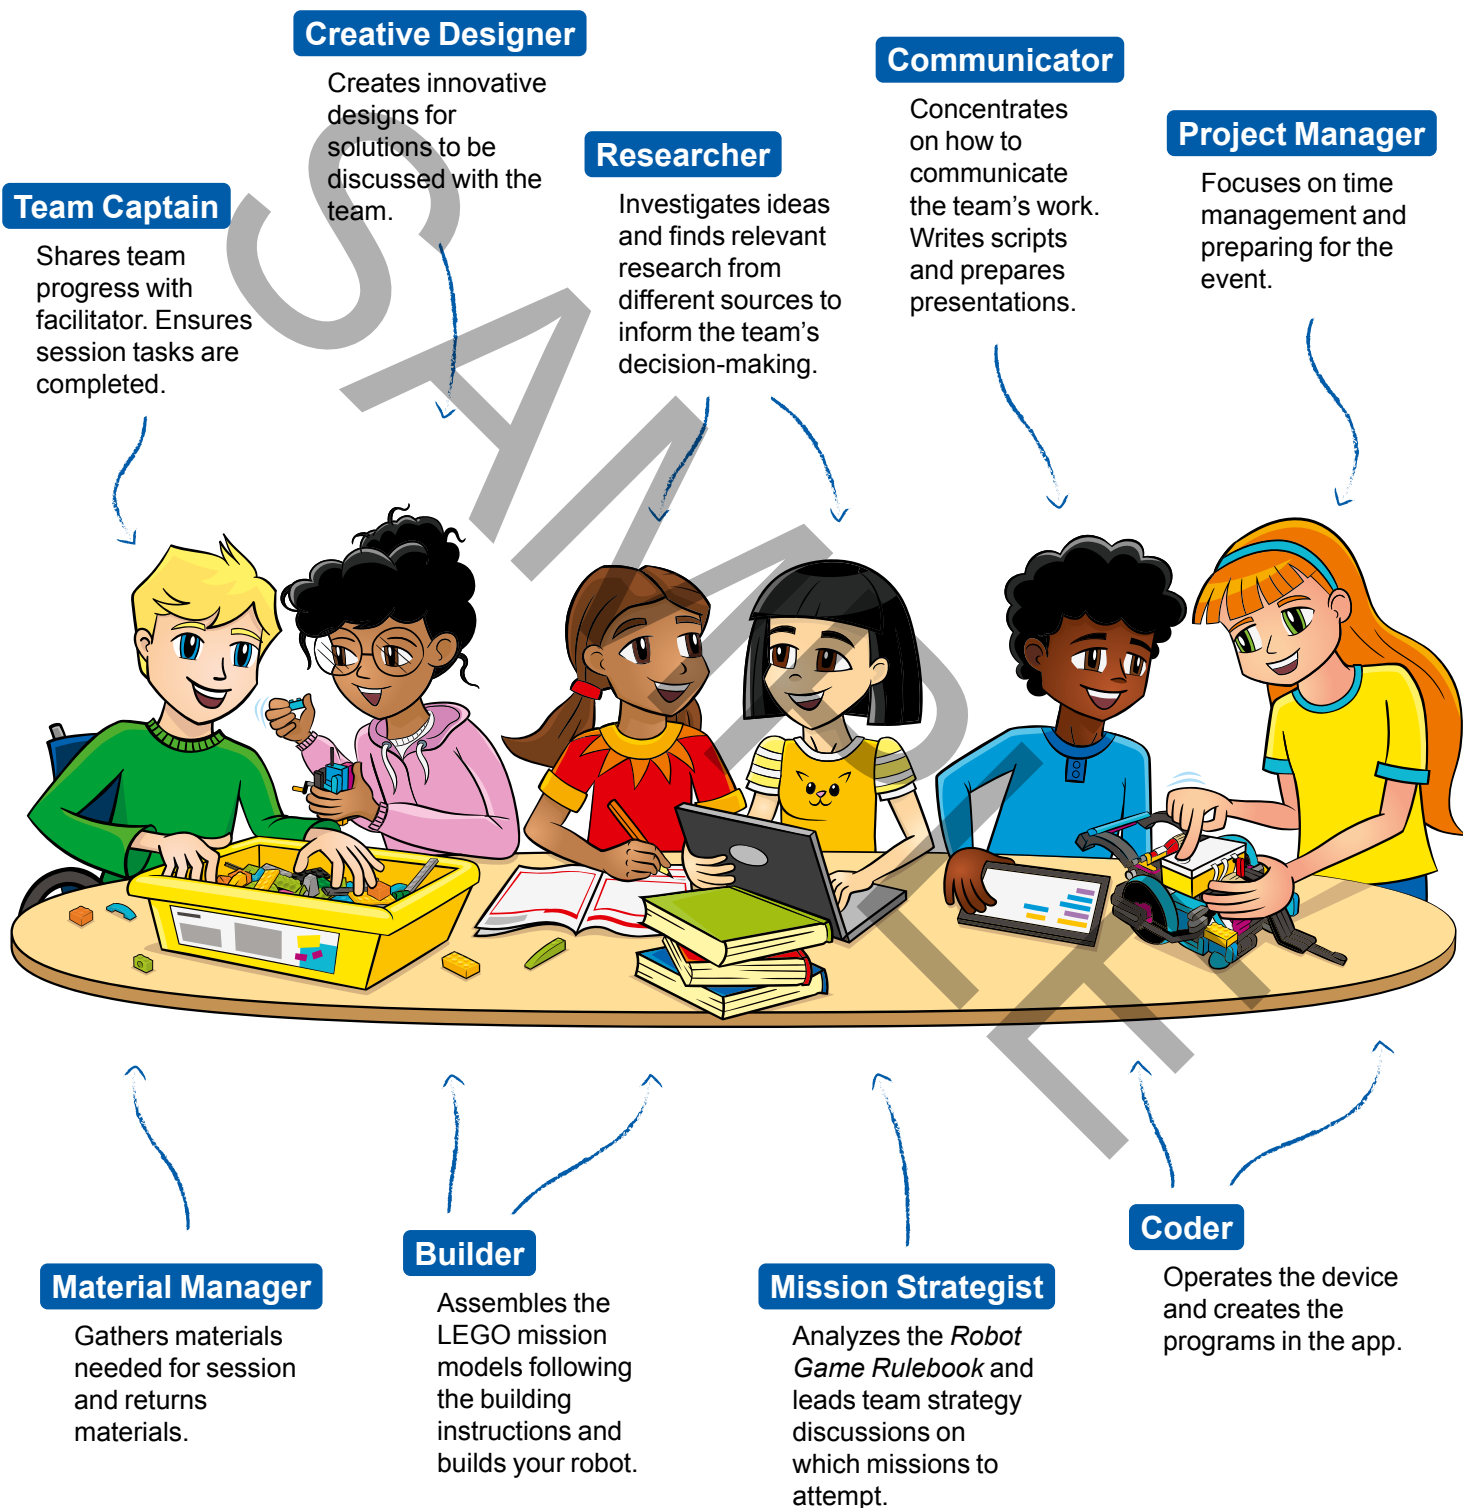 Creative Designer
Creates innovative
designs for
solutions to be
discussed with the
team.
Communicator
Concentrates
on how to
communicate
the team's work.
Writes scripts
and prepares
presentations.
Project Manager
Focuses on time
management and
preparing for the
event.
Researcher
Investigates ideas
and finds relevant
research from
different sources to
inform the team's
decision-making.
Team Captain
Shares team
progress with
facilitator. Ensures
session tasks are
completed.
SAMPLE
Material Manager
Gathers materials
needed for session
and returns
materials.
Builder
Assembles the
LEGO mission
models following
the building
instructions and
builds your robot.
Mission Strategist
Analyzes the Robot
Game Rulebook and
leads team strategy
discussions on
which missions to
attempt.
Coder
Operates the device
and creates the
programs in the app.